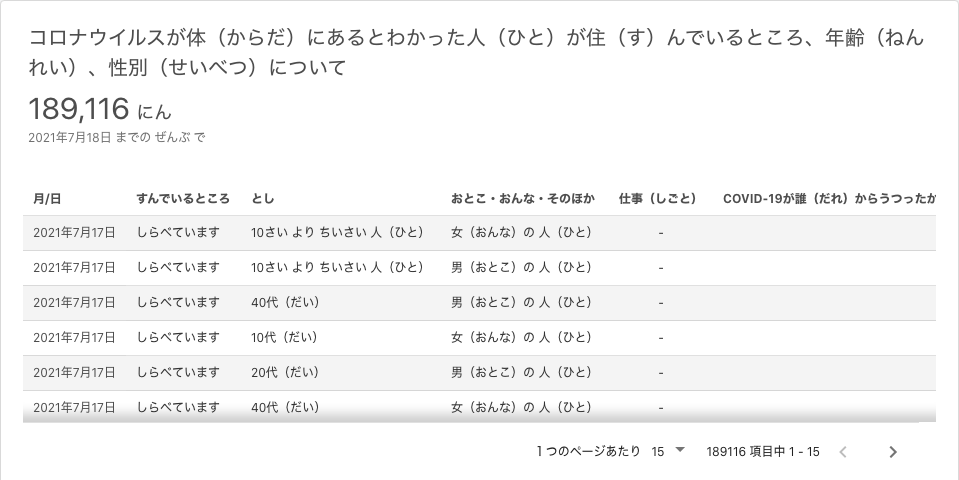 コロナウイルスが体（からだ）にあるとわかった人（ひと）が住（す）んでいるところ、年齢（ねん
れい）、性別（せいべつ）について
189,116 にん
2021年7月18日 までの ぜんぶ で
月/日 すんでいるところ とし おとこ・おんな・そのほか 仕事（しごと） COVID-19が誰（だれ）からうつったか
2021年7月17日 しらべています 10さい より ちいさい 人（ひと） 女（おんな）の 人（ひと） -
2021年7月17日 しらべています 10さい より ちいさい 人（ひと） 男（おとこ）の 人（ひと） -
2021年7月17日 しらべています 40代（だい） 男（おとこ）の 人（ひと） -
2021年7月17日 しらべています 10代（だい） 女（おんな）の 人（ひと） -
2021年7月17日 しらべています 20代（だい） 男（おとこ）の 人（ひと） -
2021年7月17日 しらべています 40代（だい） 女（おんな）の 人（ひと） -
1 つのページあたり 15 189116 項目中 1 - 15